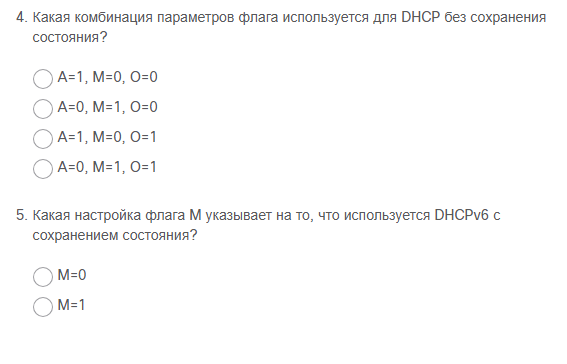 4. Какая комбинация параметров флага используется для DHCP без сохранения
состояния?
A=1, M=0, O=0
A=0, M=1, O=0
A=1, M=0, O=1
A=0, M=1, O=1
5. Какая настройка флага M указывает на то, что используется DHCPv6 с
сохранением состояния?
M=0
M=1